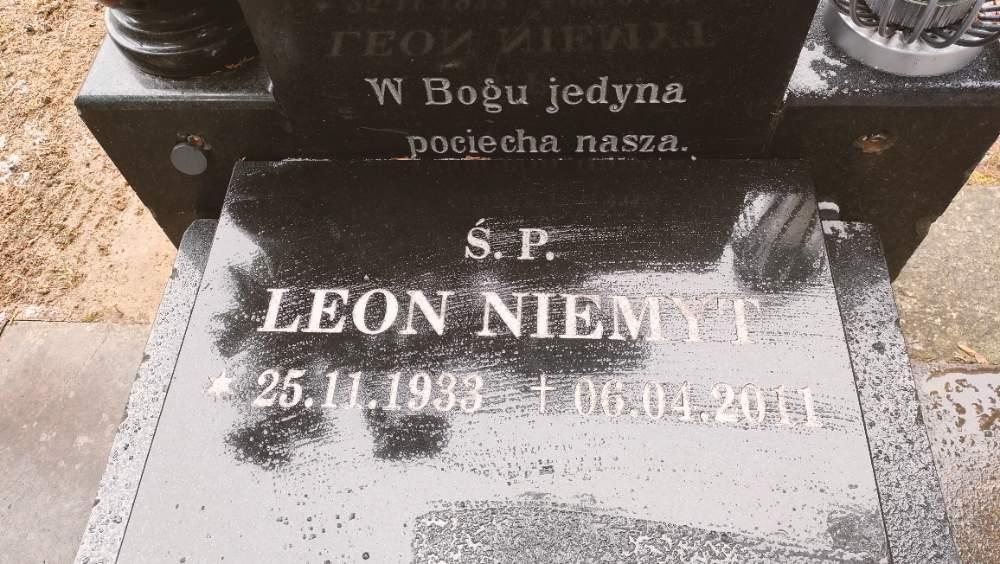 W Bogu jedyna
pociecha nasza.
Ś. P.
LEON NIEMYT
★ 25.11.1933 † 06.04.2011